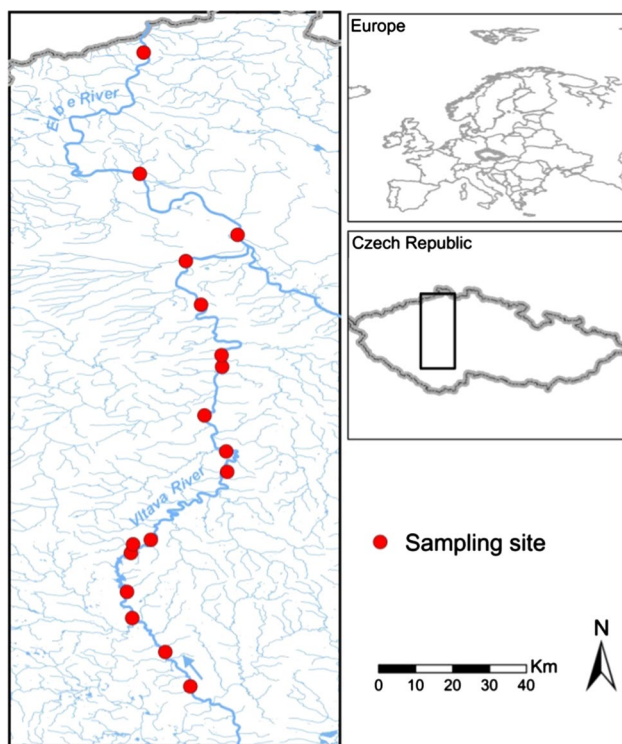 Elbe River
Vltava River
Europe
Czech Republic
Sampling site
N
Km
0 10 20 30 40